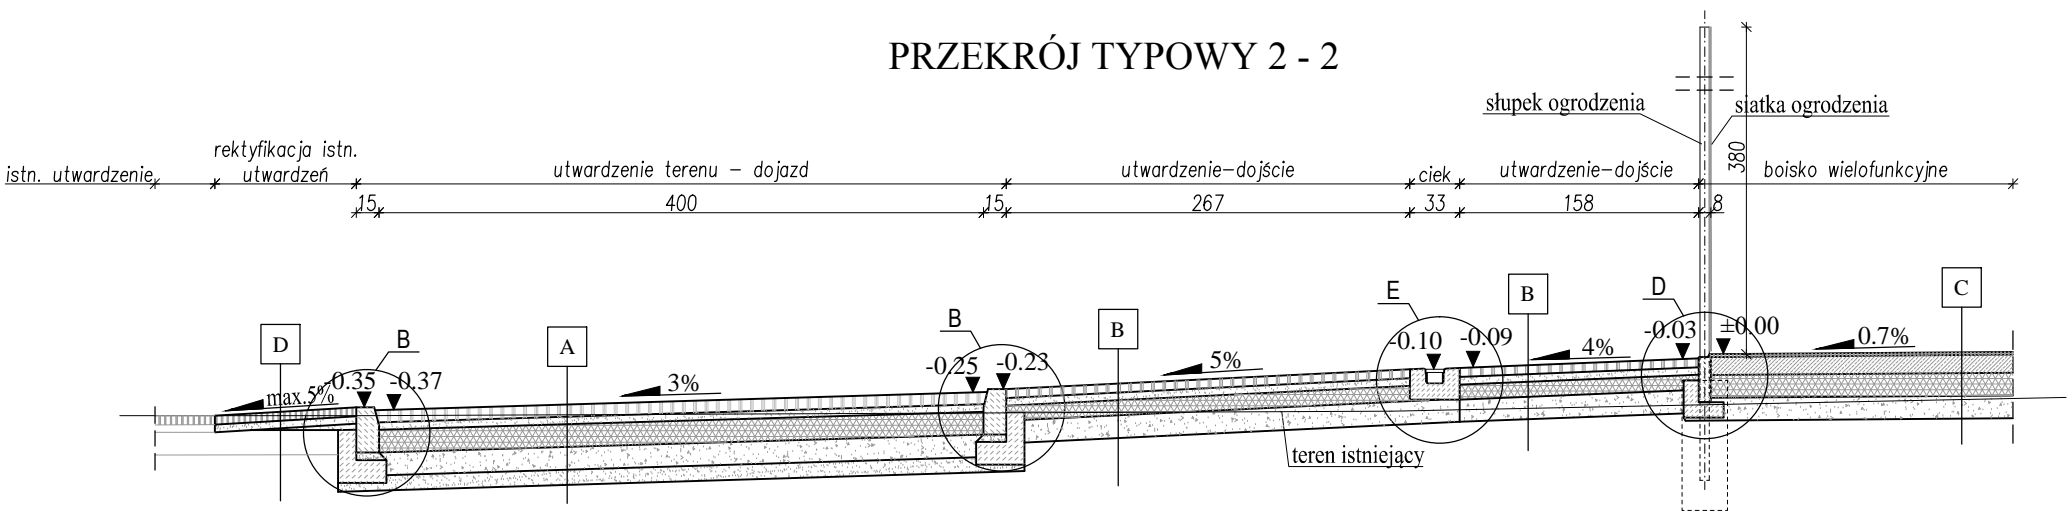 PRZEKRÓJ TYPOWY 2 - 2
słupek ogrodzenia
siatka ogrodzenia
380
istn. utwardzenie
rektyfikacja istn.
utwardzeń
utwardzenie terenu - dojazd
utwardzenie-dojście
ciek
utwardzenie-dojście
boisko wielofunkcyjne
15
400
15
267
33
158
8
D
B
A
B
B
E
B
D
C
max.5%
-0.35
-0.37
3%
-0.25
-0.23
5%
-0.10
-0.09
4%
-0.03
±0.00
0.7%
teren istniejący